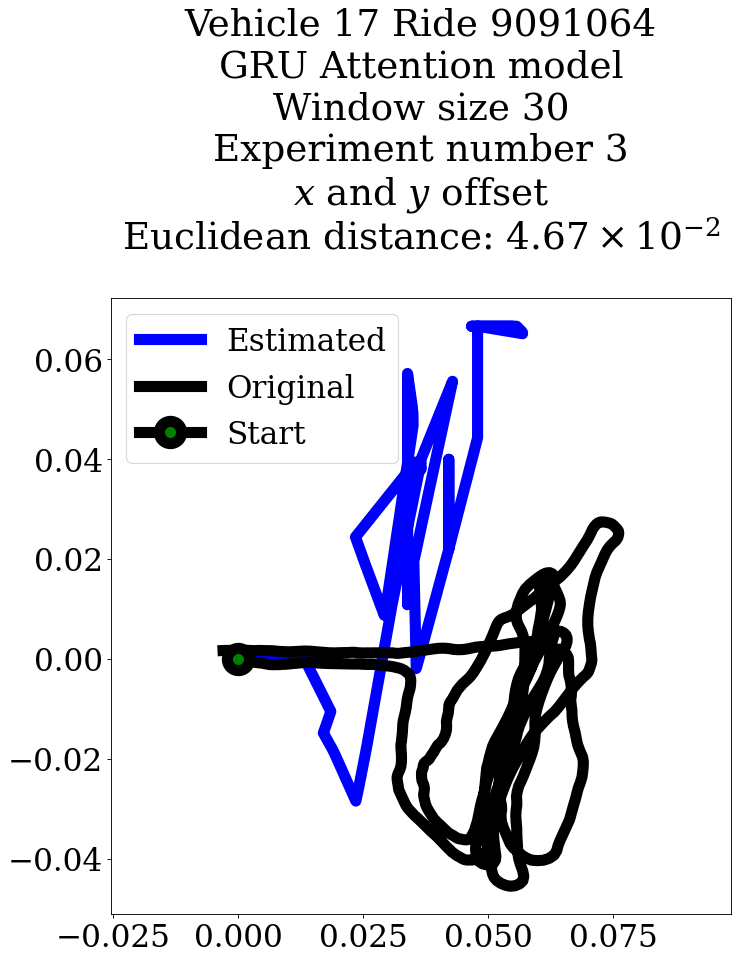 Vehicle 17 Ride 9091064
GRU Attention model
Window size 30
Experiment number 3
x and y offset
Euclidean distance: 4.67 × 10⁻²
Estimated
Original
Start
0.06
0.04
0.02
0.00
−0.02
−0.04
−0.025 0.000 0.025 0.050 0.075